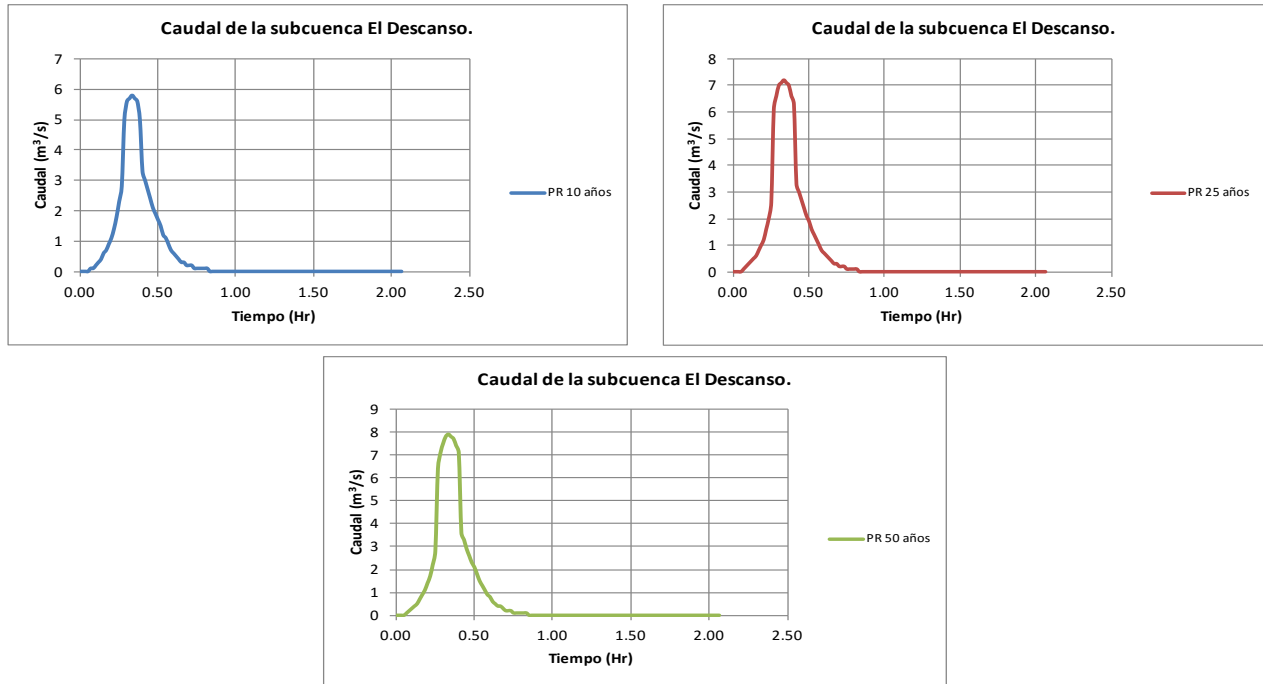 Caudal de la subcuenca El Descanso.
7
6
5
4
3
2
1
0
Caudal (m³/s)
0.00 0.50 1.00 1.50 2.00 2.50
Tiempo (Hr)
PR 10 años
Caudal de la subcuenca El Descanso.
8
7
6
5
4
3
2
1
0
Caudal (m³/s)
0.00 0.50 1.00 1.50 2.00 2.50
Tiempo (Hr)
PR 25 años
Caudal de la subcuenca El Descanso.
9
8
7
6
5
4
3
2
1
0
Caudal (m³/s)
0.00 0.50 1.00 1.50 2.00 2.50
Tiempo (Hr)
PR 50 años